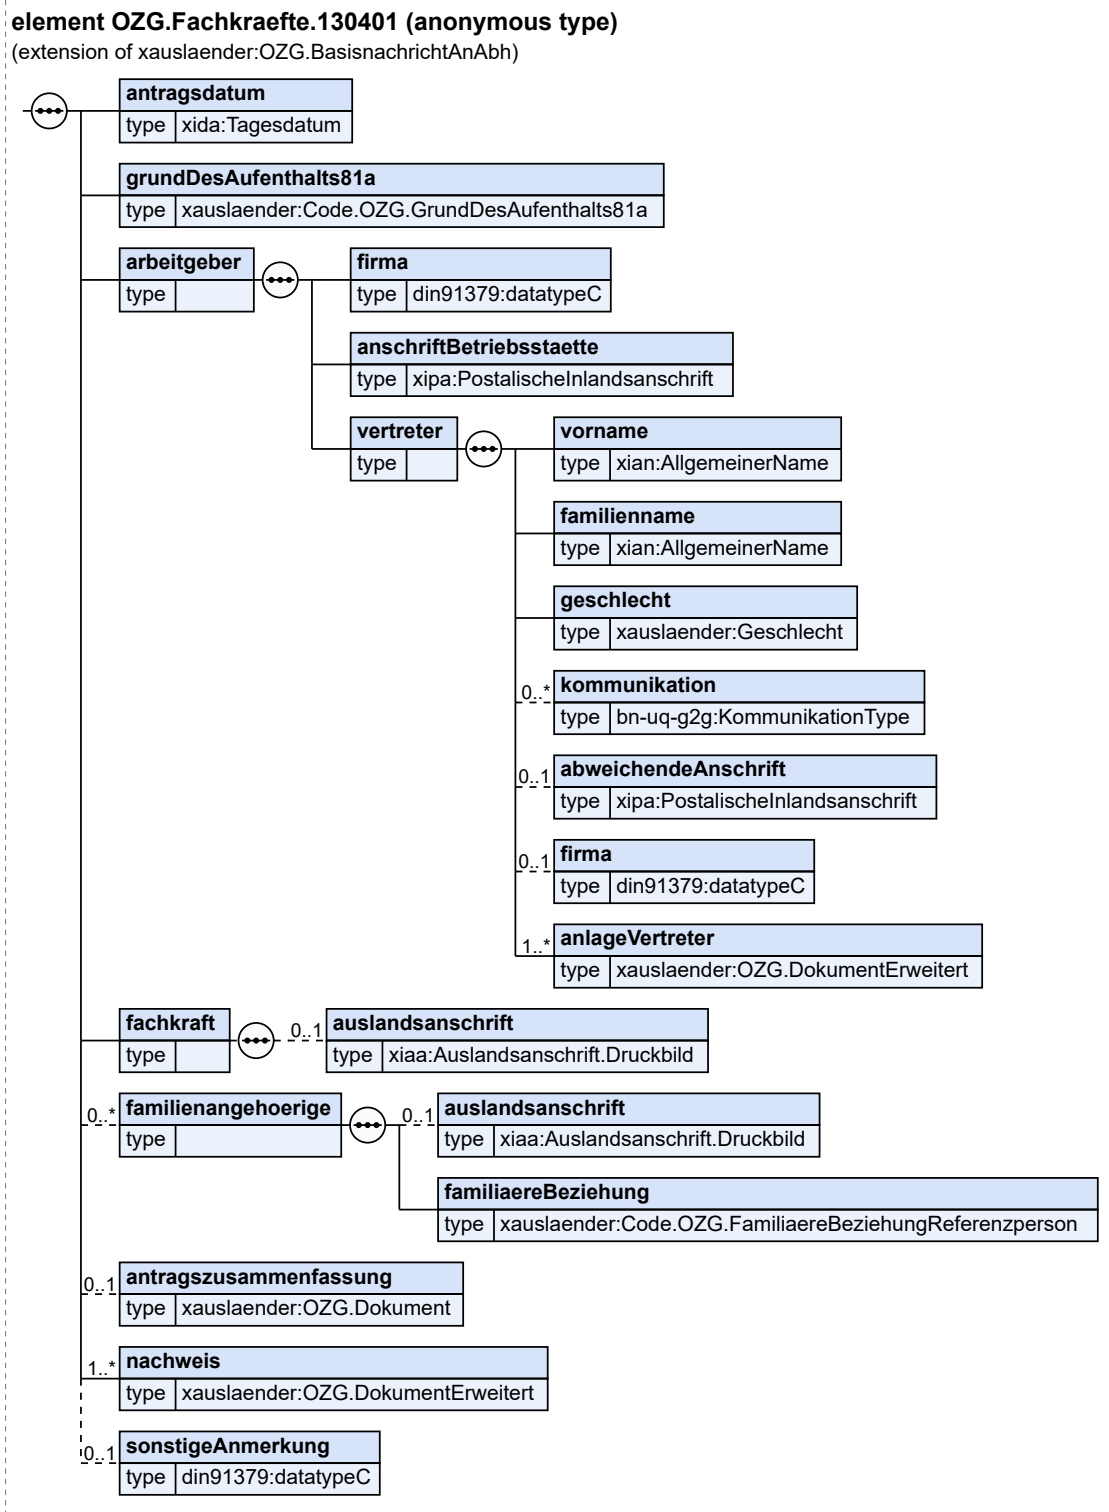 element OZG.Fachkraefte.130401 (anonymous type)
(extension of xauslaender:OZG.BasisnachrichtAnAbh)
antragsdatum
type xida:Tagesdatum
grundDesAufenthalts81a
type xauslaender:Code.OZG.GrundDesAufenthalts81a
arbeitgeber
type
firma
type din91379:datatypeC
anschriftBetriebsstaette
type xipa:PostalischeInlandsanschrift
vertreter
type
vorname
type xian:AllgemeinerName
familienname
type xian:AllgemeinerName
geschlecht
type xauslaender:Geschlecht
0..* kommunikation
type bn-uq-g2g:KommunikationType
0..1 abweichendeAnschrift
type xipa:PostalischeInlandsanschrift
0..1 firma
type din91379:datatypeC
1..* anlageVertreter
type xauslaender:OZG.DokumentErweitert
fachkraft
type
0..1 auslandsanschrift
type xiaa:Auslandsanschrift.Druckbild
0..* familienangehoerige
type
0..1 auslandsanschrift
type xiaa:Auslandsanschrift.Druckbild
familiaereBeziehung
type xauslaender:Code.OZG.FamiliaereBeziehungReferenzperson
0..1 antragszusammenfassung
type xauslaender:OZG.Dokument
1..* nachweis
type xauslaender:OZG.DokumentErweitert
0..1 sonstigeAnmerkung
type din91379:datatypeC